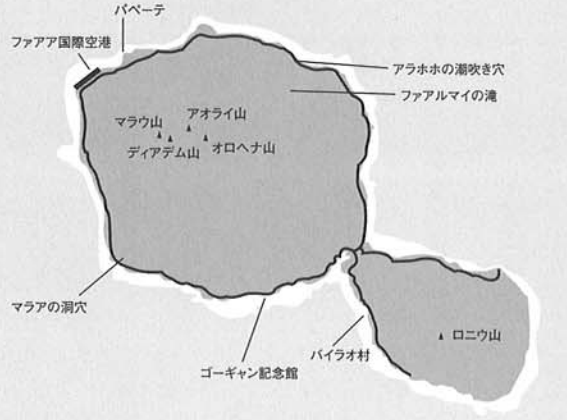 パペーテ
ファアア国際空港
アラホホの潮吹き穴
ファアルマイの滝
アオライ山
マラウ山
オロヘナ山
ディアデム山
マラアの洞穴
ロニウ山
バイラオ村
ゴーギャン記念館